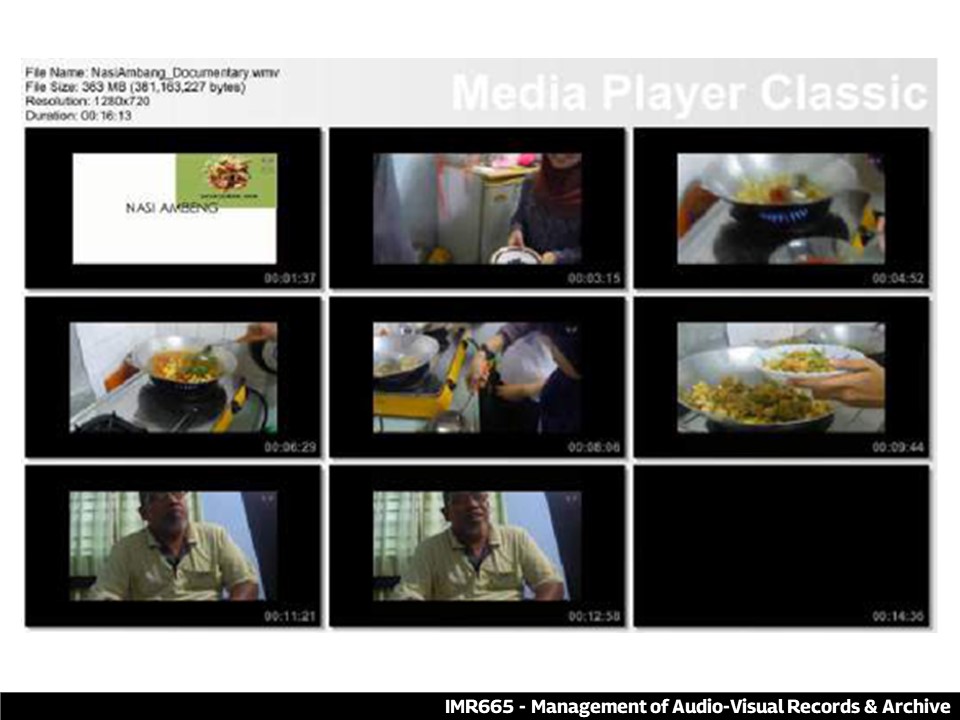 File Name: NasiAmbang_Documentary.wmv
File Size: 363 MB (381,163,227 bytes)
Resolution: 1280x720
Duration: 00:16:13
Media Player Classic
NASI AMBENG
00:01:37
00:03:15
00:04:52
00:06:29
00:08:06
00:09:44
00:11:21
00:12:58
00:14:36
IMR665 - Management of Audio-Visual Records & Archive